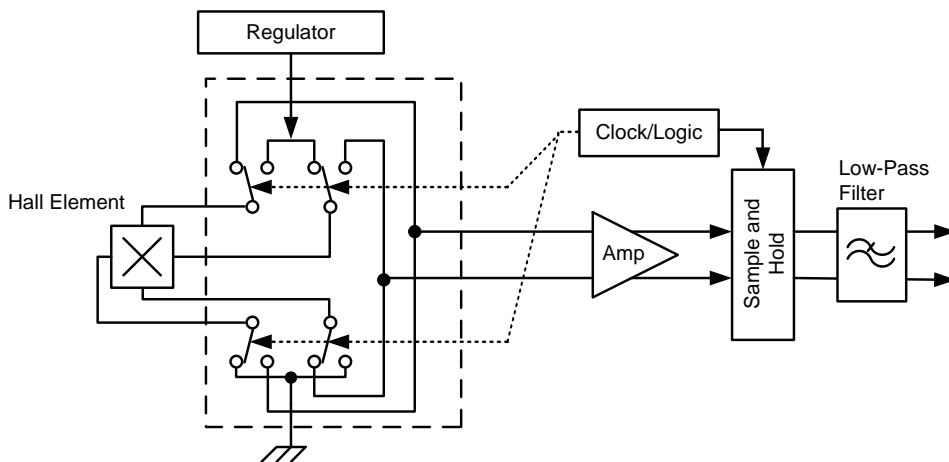 Regulator
Clock/Logic
Low-Pass
Filter
Hall Element
Amp
Sample and
Hold